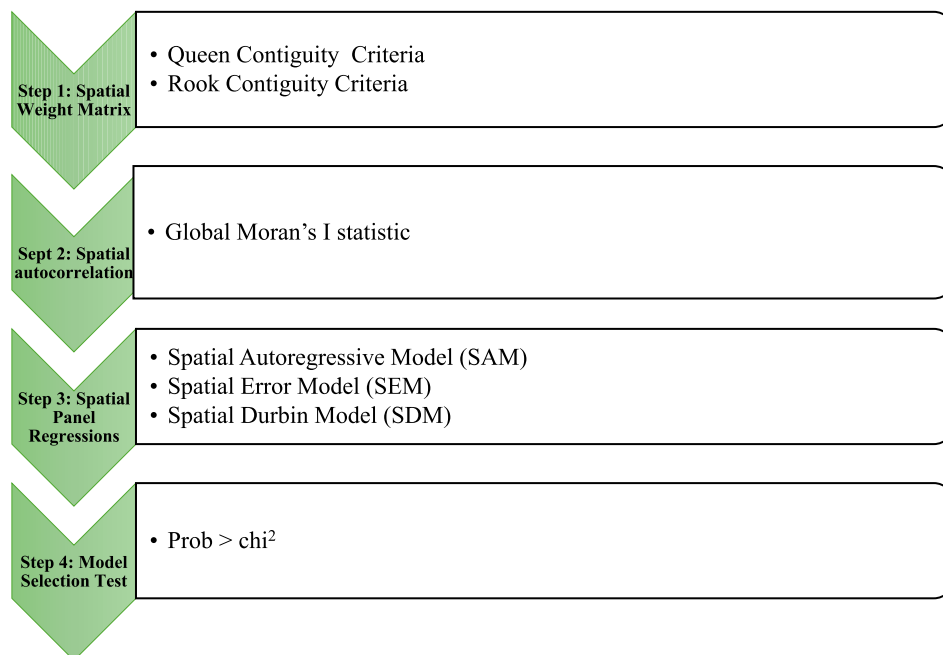 Step 1: Spatial
Weight Matrix
• Queen Contiguity Criteria
• Rook Contiguity Criteria
Sept 2: Spatial
autocorrelation
• Global Moran’s I statistic
Step 3: Spatial
Panel
Regressions
• Spatial Autoregressive Model (SAM)
• Spatial Error Model (SEM)
• Spatial Durbin Model (SDM)
Step 4: Model
Selection Test
• Prob > chi²